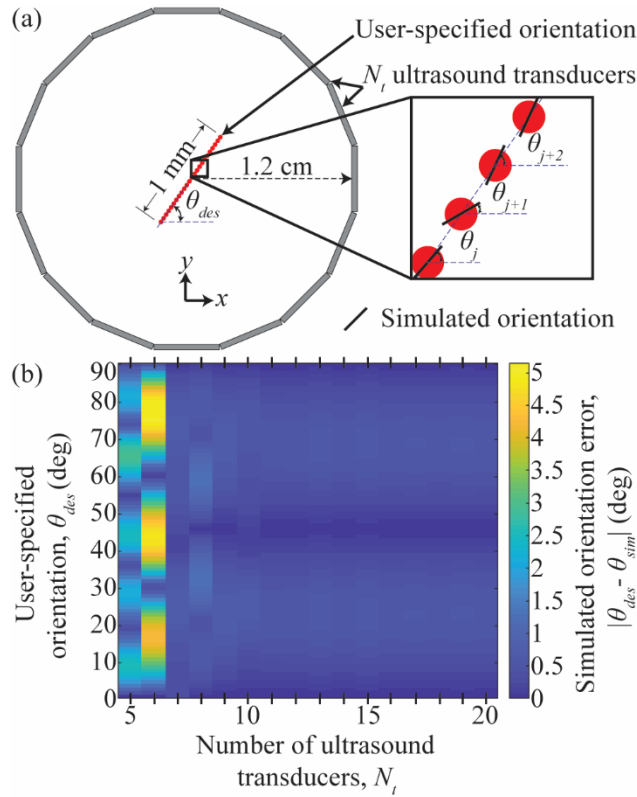 (a)
User-specified orientation
N_t ultrasound transducers
1 mm
1.2 cm
θ_des
θ_{j+2}
θ_{j+1}
θ_j
y
x
Simulated orientation
(b)
90
80
70
60
50
40
30
20
10
0
User-specified
orientation, θ_des (deg)
5
10
15
20
Number of ultrasound
transducers, N_t
5
4.5
4
3.5
3
2.5
2
1.5
1
0.5
0
Simulated orientation error,
|θ_des - θ_sim| (deg)